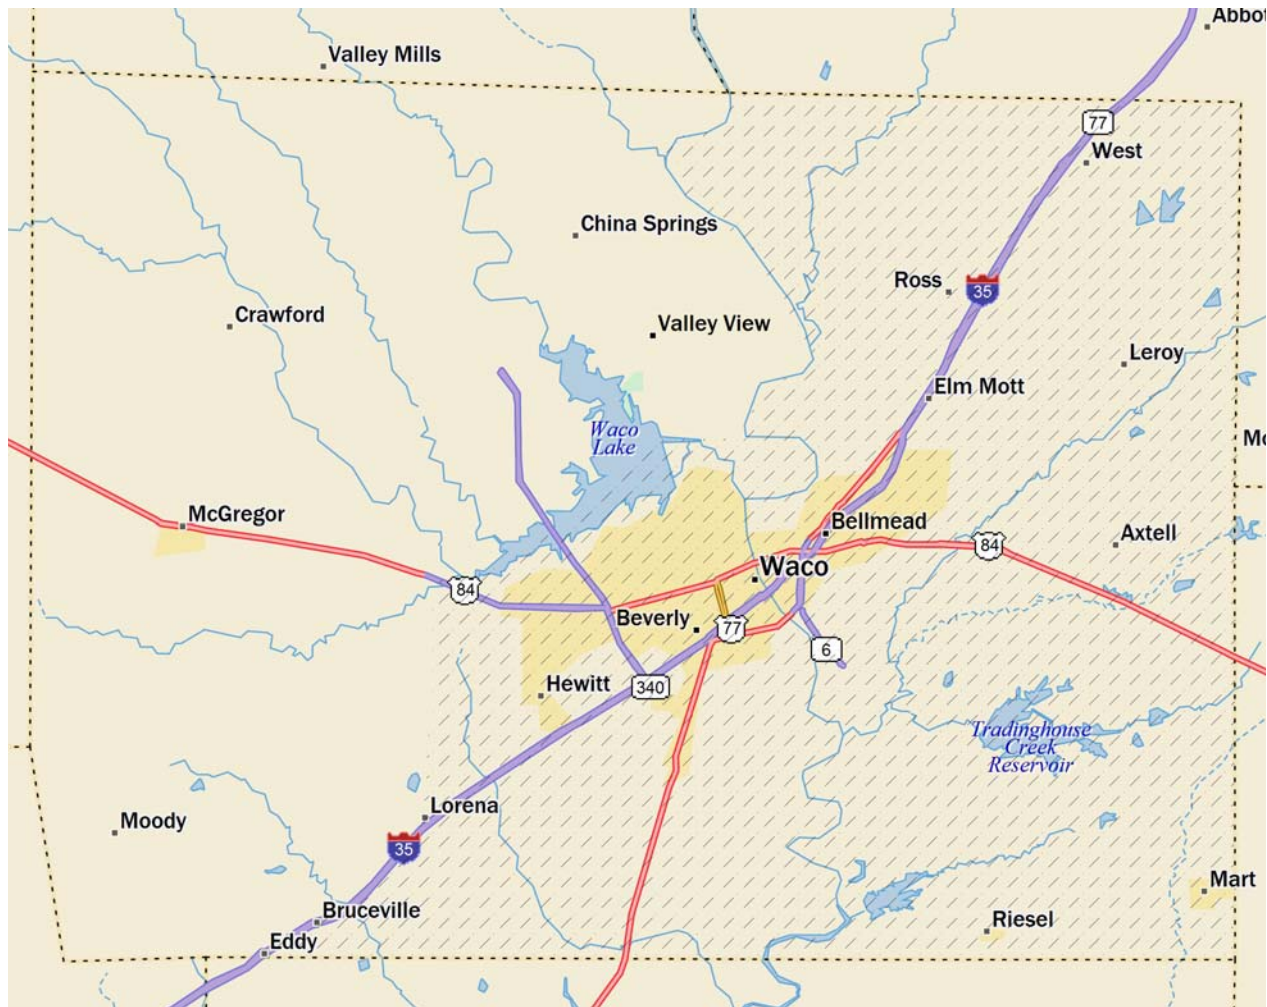 Abbot
Valley Mills
77
West
China Springs
Ross
35
Crawford
Valley View
Leroy
Elm Mott
Waco
Lake
Mc
McGregor
Bellmead
Axtell
84
Waco
84
Beverly
77
6
Hewitt
340
Tradinghouse
Creek
Reservoir
Lorena
Moody
35
Mart
Bruceville
Riesel
Eddy